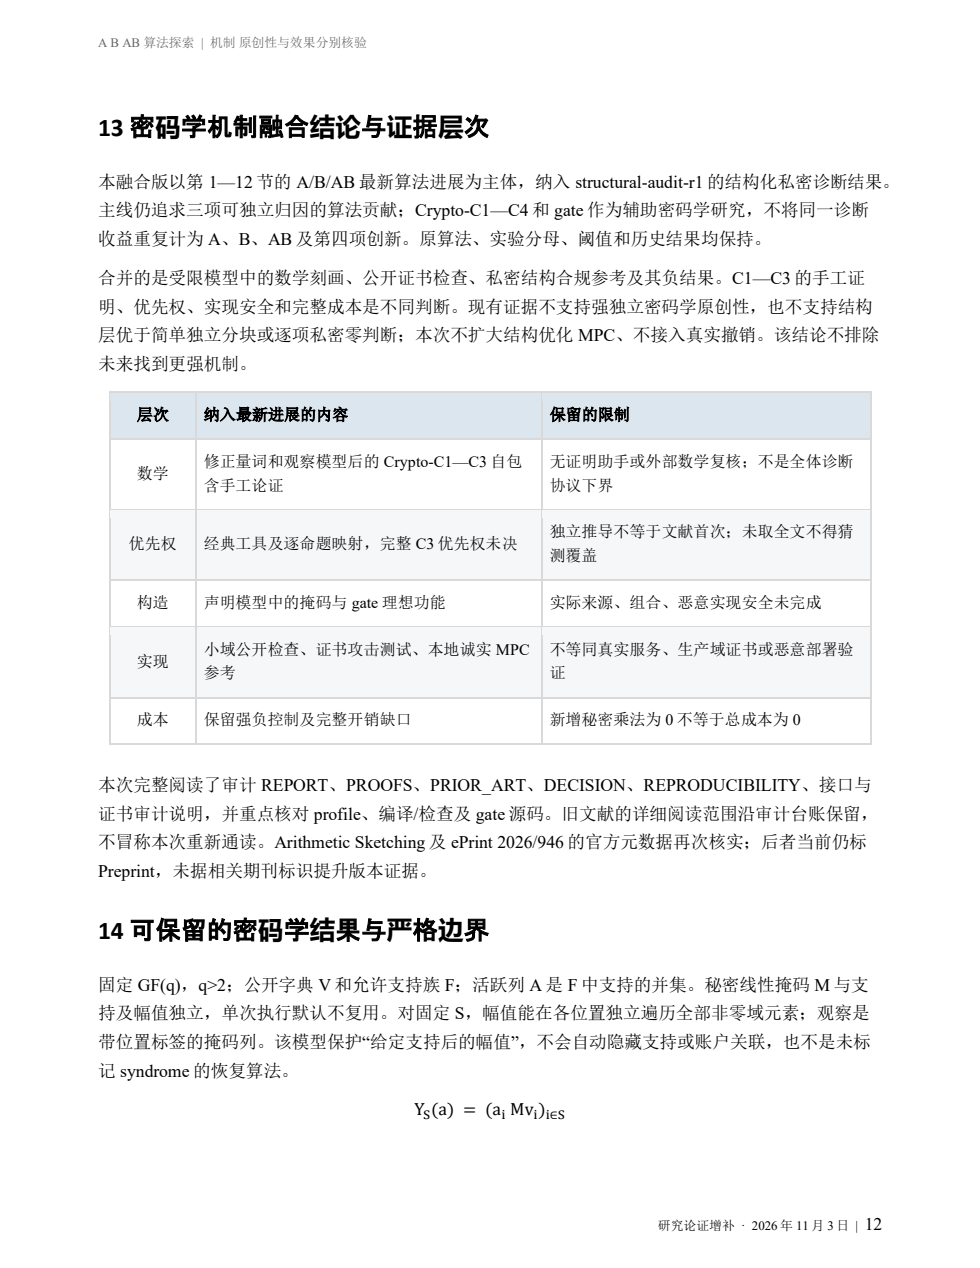 A B AB 算法探索 | 机制 原创性与效果分别核验
13 密码学机制融合结论与证据层次
本融合版以第 1—12 节的 A/B/AB 最新算法进展为主体，纳入 structural-audit-r1 的结构化私密诊断结果。
主线仍追求三项可独立归因的算法贡献；Crypto-C1—C4 和 gate 作为辅助密码学研究，不将同一诊断
收益重复计为 A、B、AB 及第四项创新。原算法、实验分母、阈值和历史结果均保持。
合并的是受限模型中的数学刻画、公开证书检查、私密结构合规参考及其负结果。C1—C3 的手工证
明、优先权、实现安全和完整成本是不同判断。现有证据不支持强独立密码学原创性，也不支持结构
层优于简单独立分块或逐项私密零判断；本次不扩大结构优化 MPC、不接入真实撤销。该结论不排除
未来找到更强机制。
层次 纳入最新进展的内容 保留的限制
数学 修正量词和观察模型后的 Crypto-C1—C3 自包 无证明助手或外部数学复核；不是全体诊断
含手工论证 协议下界
优先权 经典工具及逐命题映射，完整 C3 优先权未决 独立推导不等于文献首次；未取全文不得猜
测覆盖
构造 声明模型中的掩码与 gate 理想功能 实际来源、组合、恶意实现安全未完成
实现 小域公开检查、证书攻击测试、本地诚实 MPC 不等同真实服务、生产域证书或恶意部署验
参考 证
成本 保留强负控制及完整开销缺口 新增秘密乘法为 0 不等于总成本为 0
本次完整阅读了审计 REPORT、PROOFS、PRIOR_ART、DECISION、REPRODUCIBILITY、接口与
证书审计说明，并重点核对 profile、编译/检查及 gate 源码。旧文献的详细阅读范围沿审计台账保留，
不冒称本次重新通读。Arithmetic Sketching 及 ePrint 2026/946 的官方元数据再次核实；后者当前仍标
Preprint，未据相关期刊标识提升版本证据。
14 可保留的密码学结果与严格边界
固定 GF(q)，q>2；公开字典 V 和允许支持族 F；活跃列 A 是 F 中支持的并集。秘密线性掩码 M 与支
持及幅值独立，单次执行默认不复用。对固定 S，幅值能在各位置独立遍历全部非零域元素；观察是
带位置标签的掩码列。该模型保护“给定支持后的幅值”，不会自动隐藏支持或账户关联，也不是未标
记 syndrome 的恢复算法。
Y_S(a) = (a_i Mv_i)_{i∈S}
研究论证增补 · 2026 年 11 月 3 日 | 12